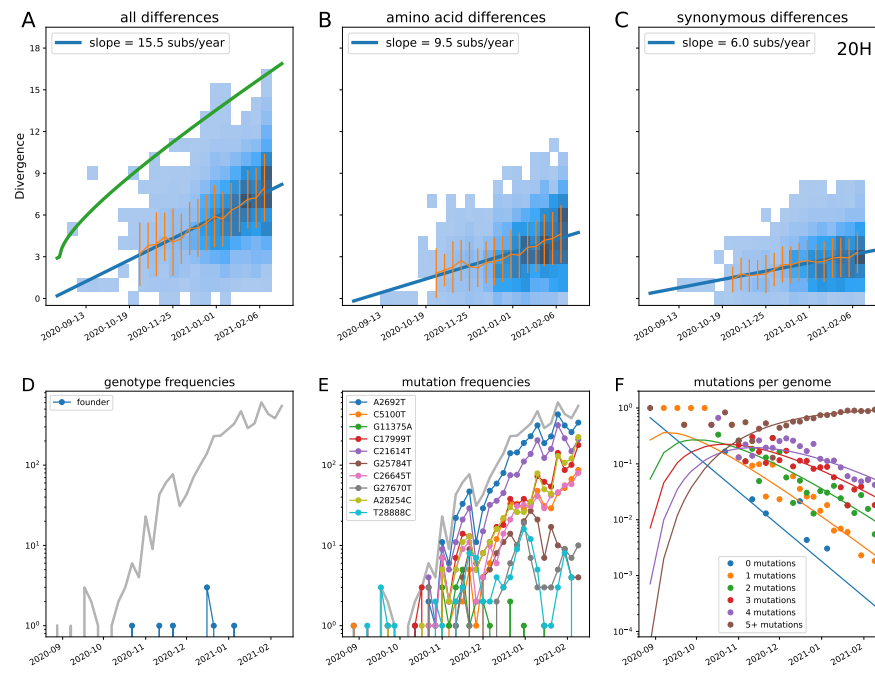 A all differences
B amino acid differences
C synonymous differences
slope = 15.5 subs/year
slope = 9.5 subs/year
slope = 6.0 subs/year
20H
Divergence
18
15
12
9
6
3
0
2020-09-13 2020-10-19 2020-11-25 2021-01-01 2021-02-06
2020-09-13 2020-10-19 2020-11-25 2021-01-01 2021-02-06
2020-09-13 2020-10-19 2020-11-25 2021-01-01 2021-02-06
D genotype frequencies
founder
10²
10¹
10⁰
2020-09 2020-10 2020-11 2020-12 2021-01 2021-02
E mutation frequencies
A2692T
C5100T
G11375A
C17999T
C21614T
G25784T
C26645T
G27670T
A28254C
T28888C
10²
10¹
10⁰
2020-09 2020-10 2020-11 2020-12 2021-01 2021-02
F mutations per genome
10⁰
10⁻¹
10⁻²
10⁻³
10⁻⁴
0 mutations
1 mutations
2 mutations
3 mutations
4 mutations
5+ mutations
2020-09 2020-10 2020-11 2020-12 2021-01 2021-02